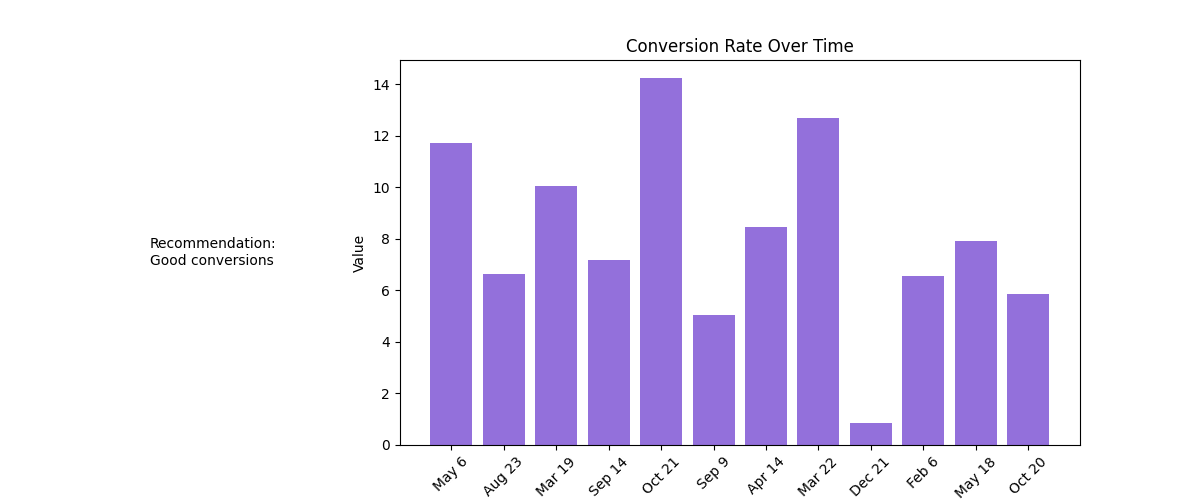 Conversion Rate Over Time
Recommendation:
Good conversions
Value
14
12
10
8
6
4
2
0
May 6
Aug 23
Mar 19
Sep 14
Oct 21
Sep 9
Apr 14
Mar 22
Dec 21
Feb 6
May 18
Oct 20